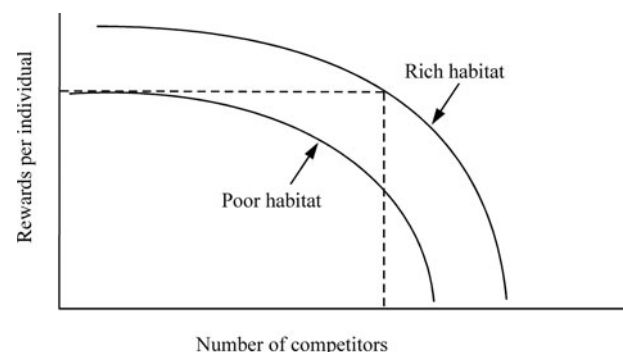 Rewards per individual
Rich habitat
Poor habitat
Number of competitors